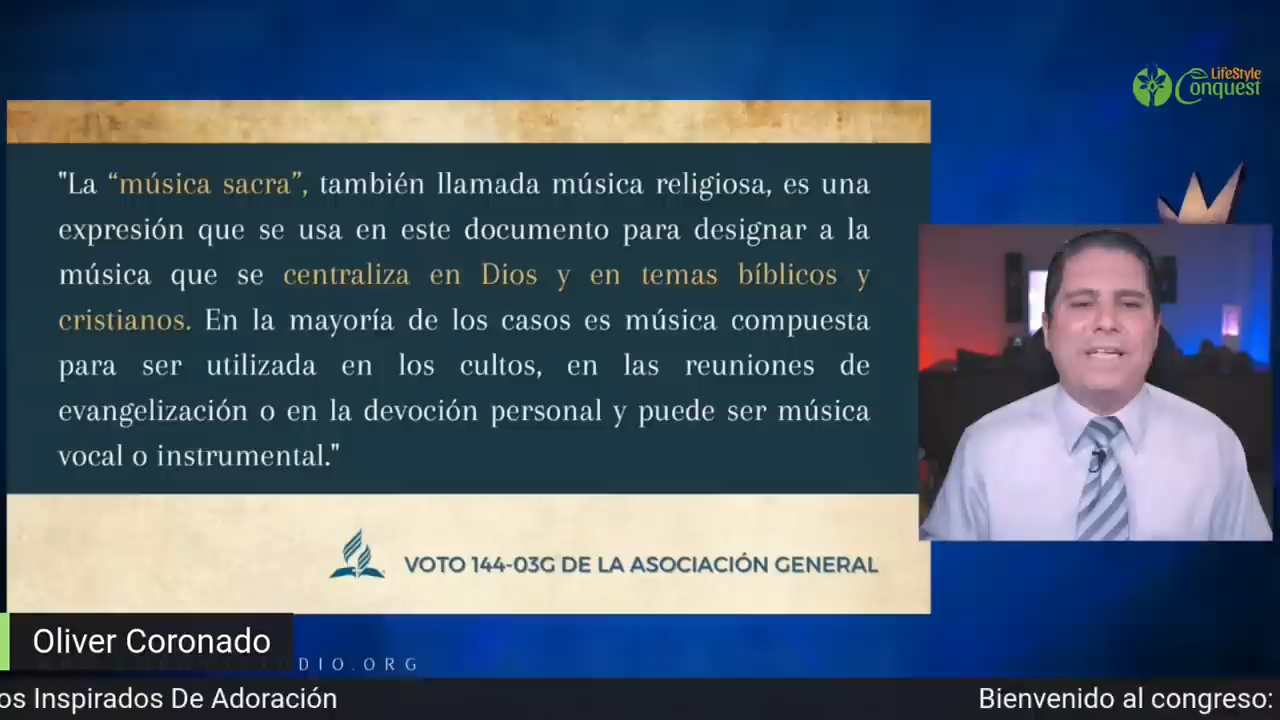 LifeStyle
Conquest
"La “música sacra”, también llamada música religiosa, es una
expresión que se usa en este documento para designar a la
música que se centraliza en Dios y en temas bíblicos y
cristianos. En la mayoría de los casos es música compuesta
para ser utilizada en los cultos, en las reuniones de
evangelización o en la devoción personal y puede ser música
vocal o instrumental."
VOTO 144-03G DE LA ASOCIACIÓN GENERAL
Oliver Coronado
DIO.ORG
os Inspirados De Adoración
Bienvenido al congreso: